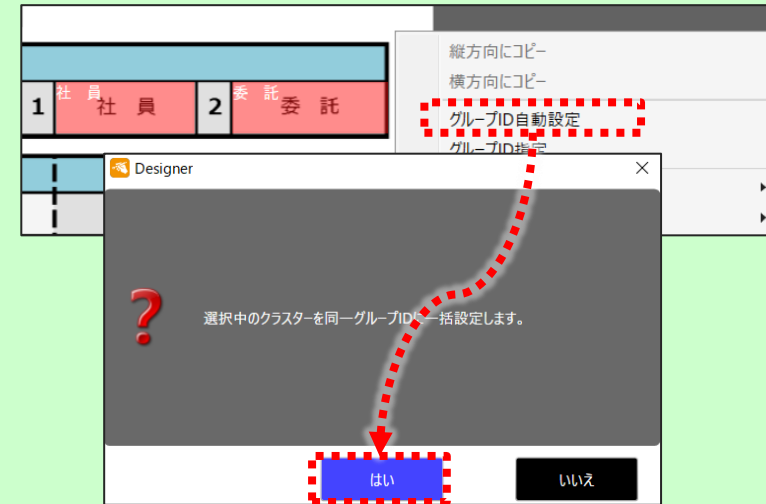 縦方向にコピー
横方向にコピー
グループID自動設定
グループID指定
社 員
委 託
1 社 員 2 委 託
Designer
?
選択中のクラスターを同一グループIDに一括設定します。
はい
いいえ